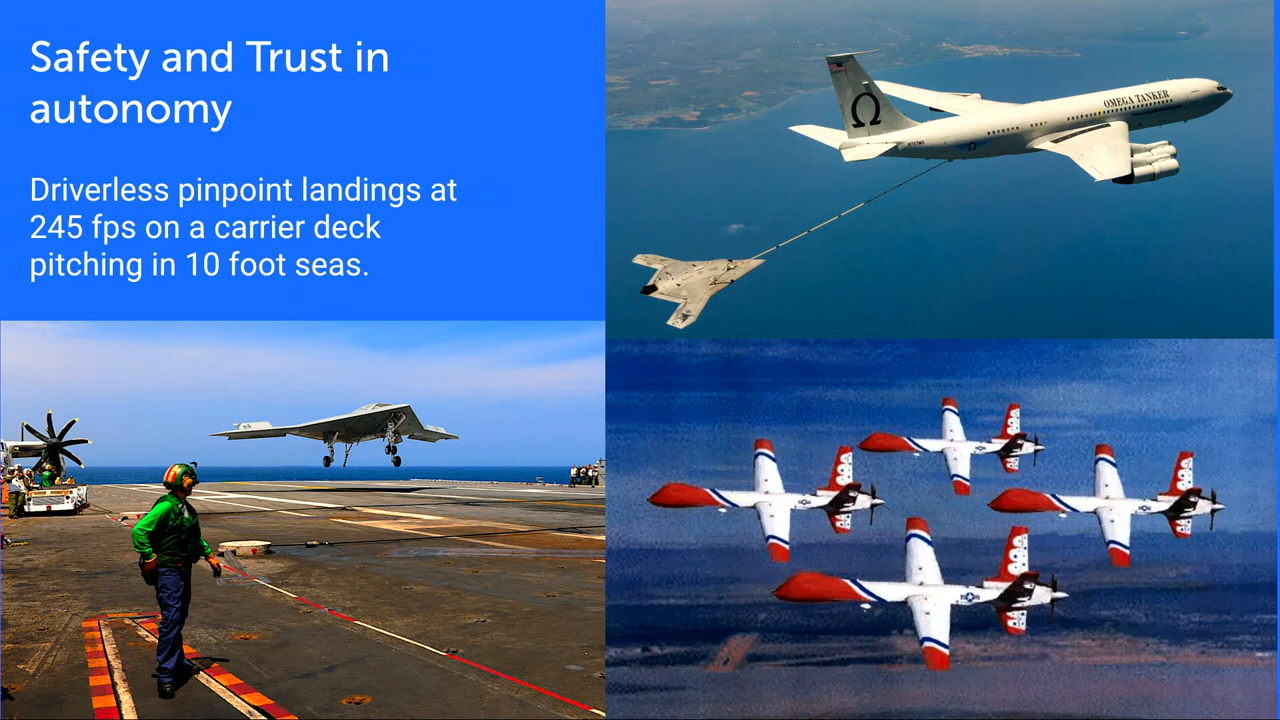 Safety and Trust in
autonomy
Driverless pinpoint landings at
245 fps on a carrier deck
pitching in 10 foot seas.
OMEGA TANKER
Ω